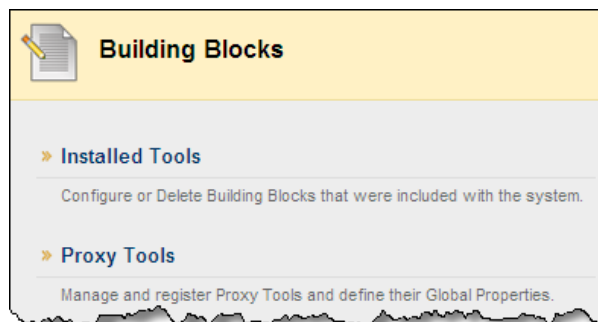 Building Blocks
» Installed Tools
Configure or Delete Building Blocks that were included with the system.
» Proxy Tools
Manage and register Proxy Tools and define their Global Properties.